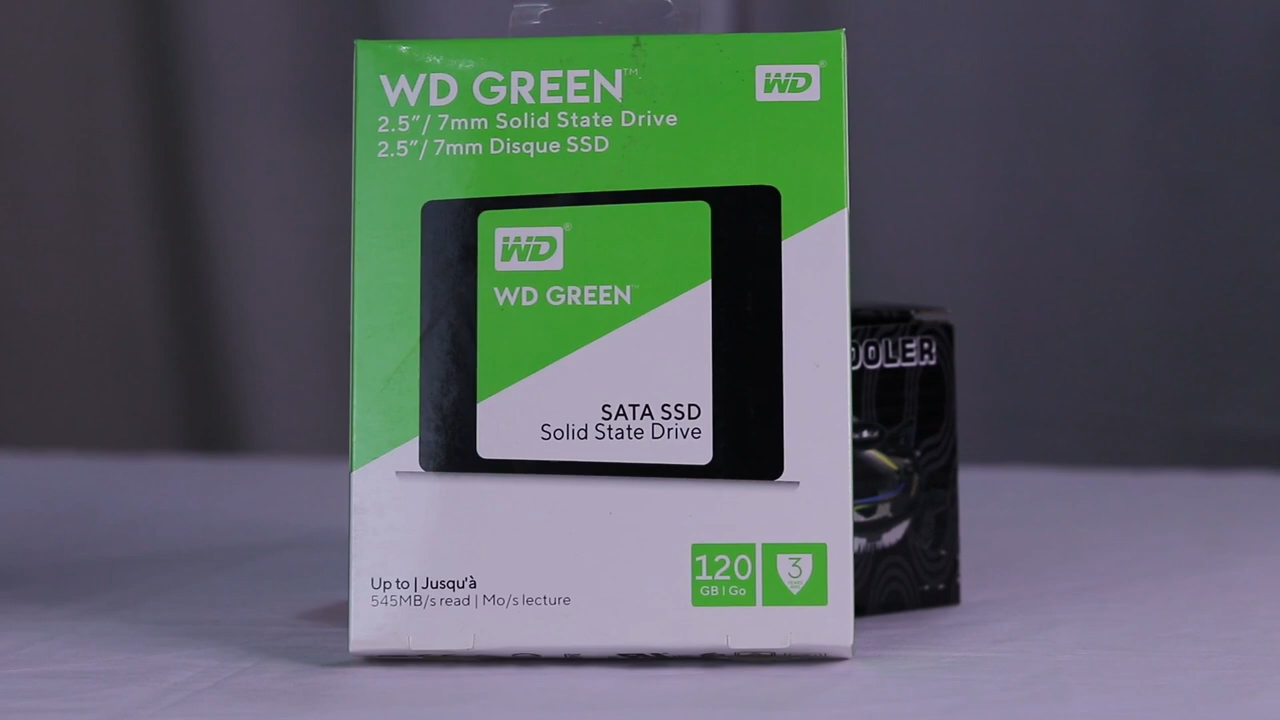 WD GREEN™
WD®
2.5"/ 7mm Solid State Drive
2.5"/ 7mm Disque SSD
WD®
WD GREEN™
SATA SSD
Solid State Drive
OOLER
120
GB | Go
3
Up to | Jusqu'à
545MB/s read | Mo/s lecture